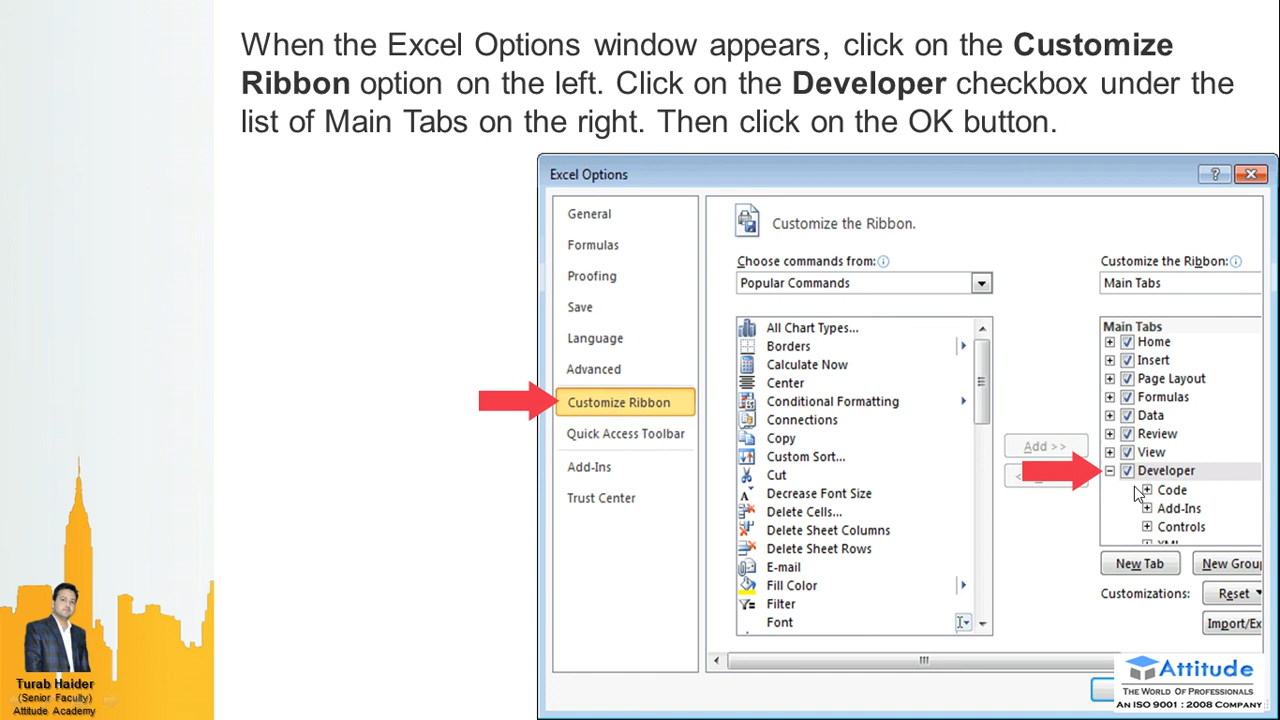 When the Excel Options window appears, click on the Customize
Ribbon option on the left. Click on the Developer checkbox under the
list of Main Tabs on the right. Then click on the OK button.
Excel Options
General
Formulas
Proofing
Save
Language
Advanced
Customize Ribbon
Quick Access Toolbar
Add-Ins
Trust Center
Customize the Ribbon.
Choose commands from:
Popular Commands
All Chart Types...
Borders
Calculate Now
Center
Conditional Formatting
Connections
Copy
Custom Sort...
Cut
Decrease Font Size
Delete Cells...
Delete Sheet Columns
Delete Sheet Rows
E-mail
Fill Color
Filter
Font
Add >>
Customize the Ribbon:
Main Tabs
Main Tabs
Home
Insert
Page Layout
Formulas
Data
Review
View
Developer
Code
Add-Ins
Controls
New Tab
New Grou
Customizations:
Reset
Import/Ex
Turab Haider
(Senior Faculty)
Attitude Academy
Attitude
THE WORLD OF PROFESSIONALS
AN ISO 9001 : 2008 COMPANY